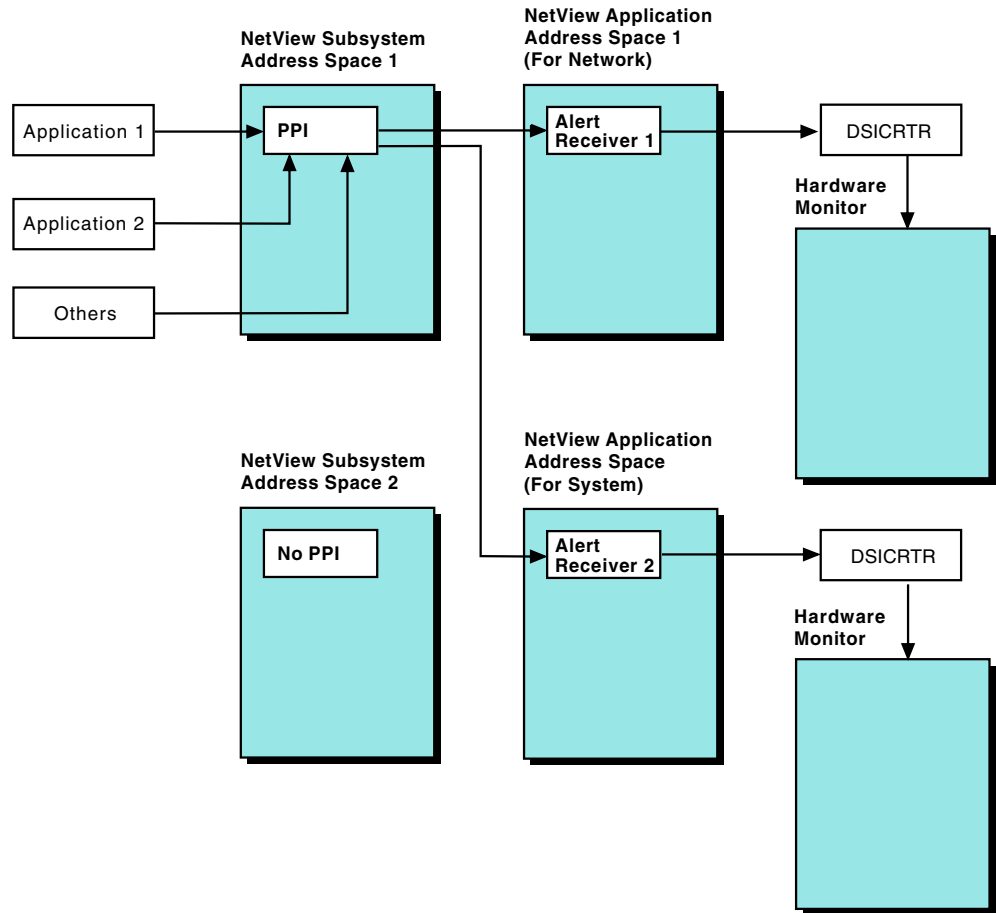 NetView Subsystem
Address Space 1
NetView Application
Address Space 1
(For Network)
Application 1
PPI
Alert
Receiver 1
DSICRTR
Application 2
Hardware
Monitor
Others
NetView Subsystem
Address Space 2
NetView Application
Address Space
(For System)
No PPI
Alert
Receiver 2
DSICRTR
Hardware
Monitor